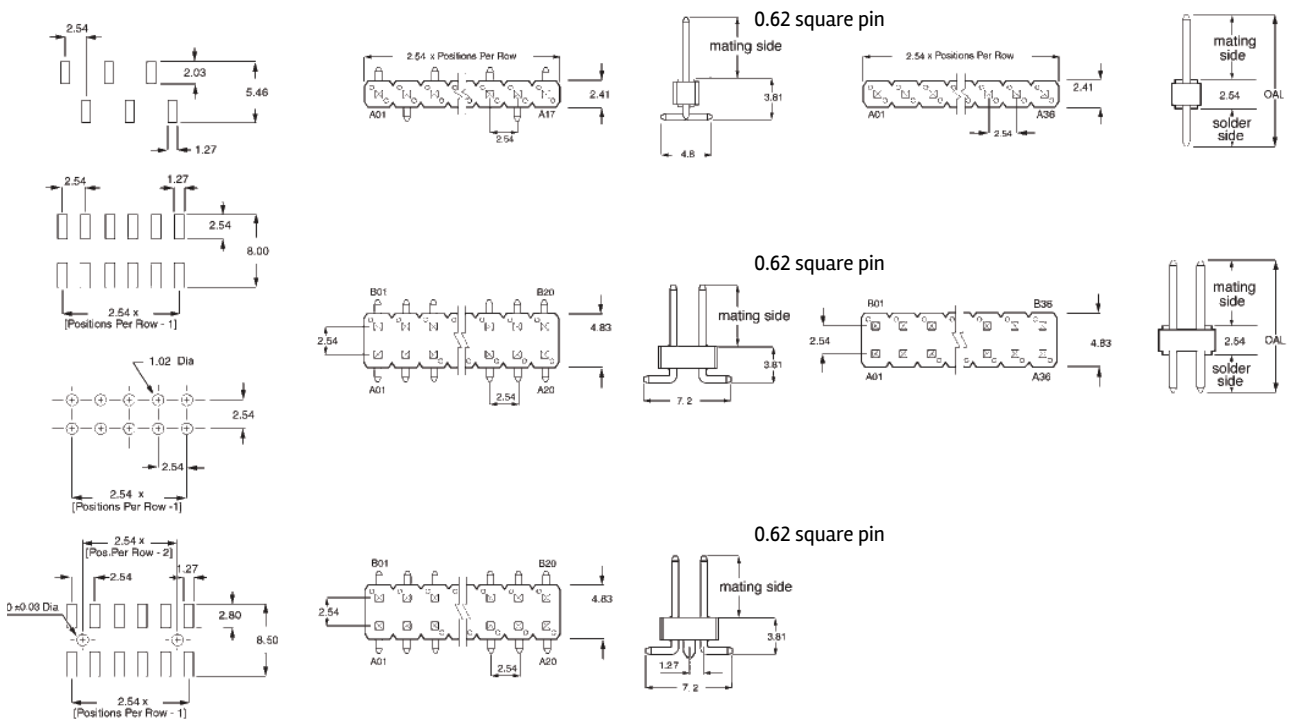 2.54
2.03
5.46
1.27
2.54 x Positions Per Row
2.41
A01
A17
2.54
0.62 square pin
mating side
3.81
4.8
2.54 x Positions Per Row
2.41
A01
A36
2.54
mating
side
2.54
OAL
solder
side
2.54
1.27
2.54
8.00
2.54 x
[Positions Per Row - 1]
B01
B20
4.83
2.54
A01
A20
2.54
0.62 square pin
mating side
3.81
7.2
B01
B36
2.54
4.83
A01
A36
mating
side
2.54
OAL
solder
side
1.02 Dia
2.54
2.54
2.54 x
[Positions Per Row -1]
2.54 x
[Pos.Per Row - 2]
2.54
1.27
0 ±0.03 Dia
2.80
8.50
2.54 x
[Positions Per Row - 1]
B01
B20
4.83
2.54
A01
A20
2.54
0.62 square pin
mating side
3.81
1.27
7.2